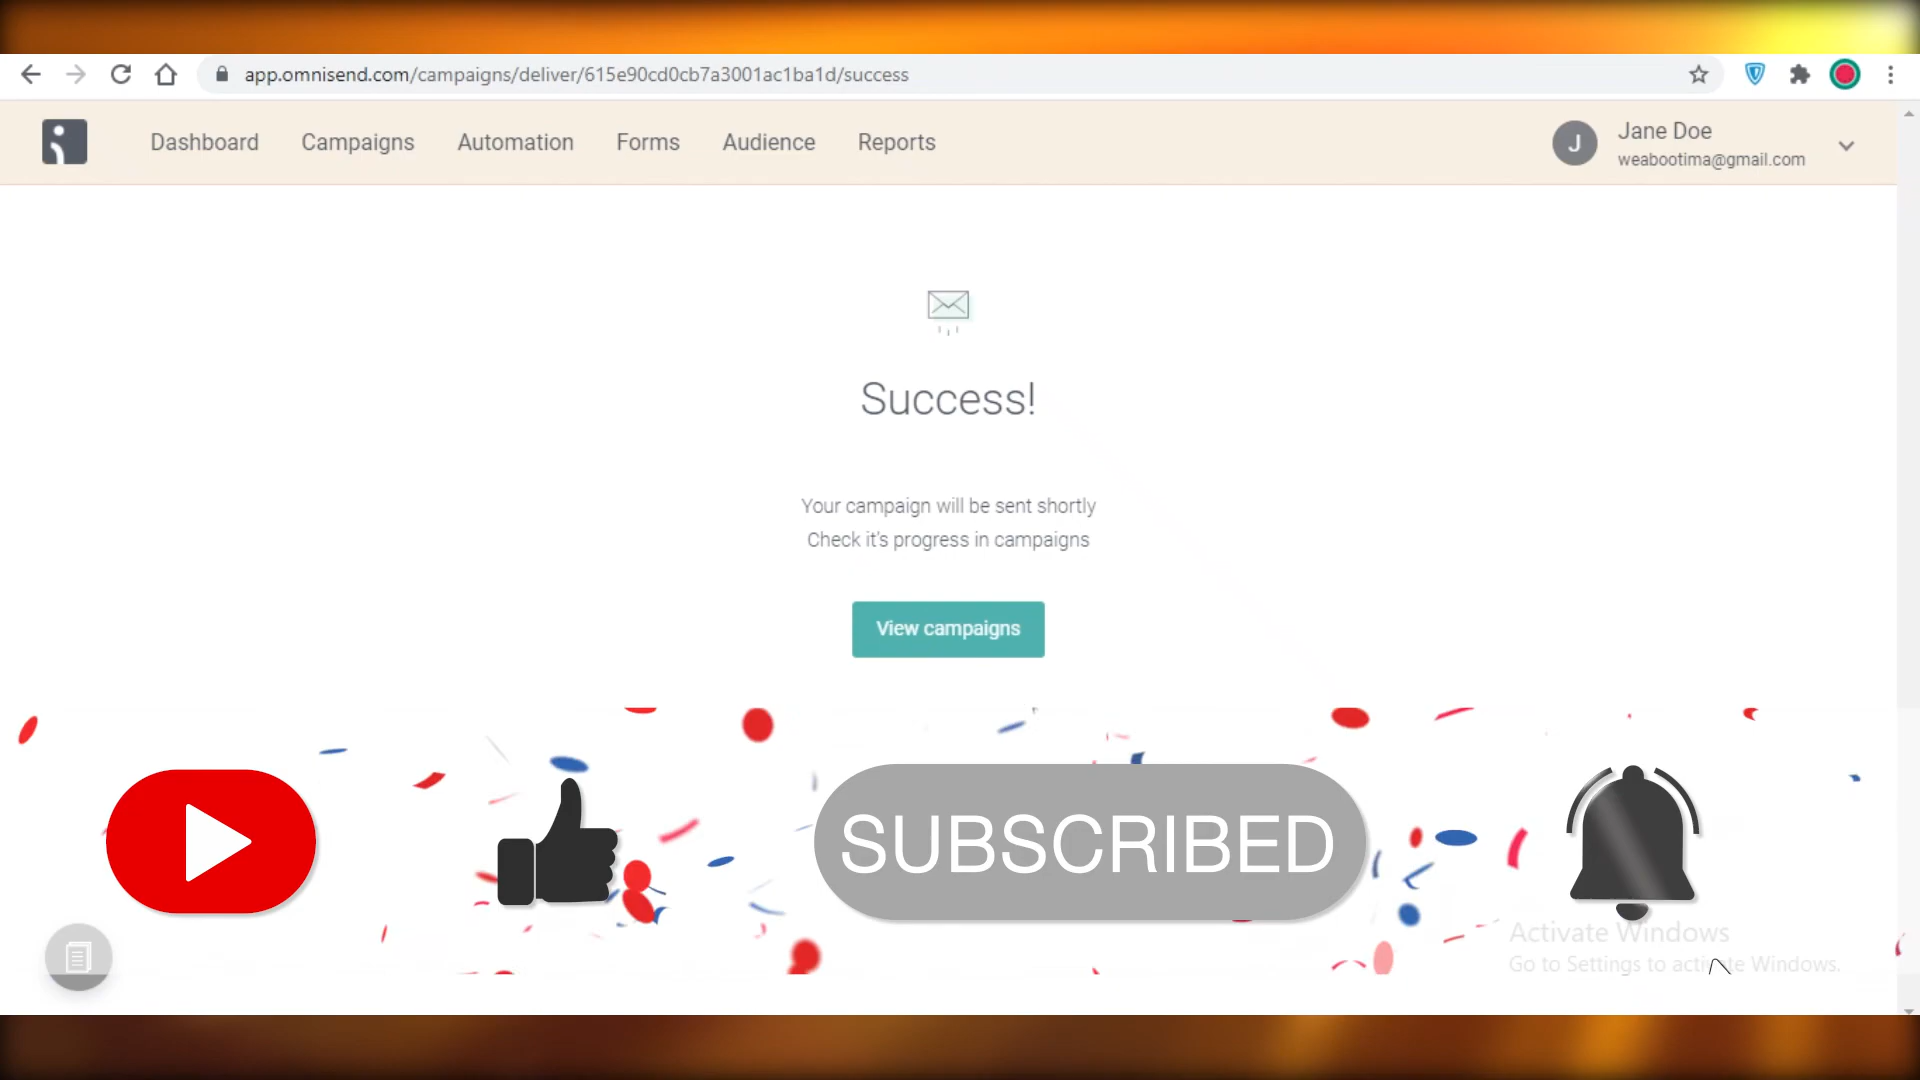 app.omnisend.com/campaigns/deliver/615e90cd0cb7a3001ac1ba1d/success
Dashboard Campaigns Automation Forms Audience Reports
J Jane Doe
weabootima@gmail.com
Success!
Your campaign will be sent shortly
Check it's progress in campaigns
View campaigns
SUBSCRIBED
Activate Windows
Go to Settings to activate Windows.